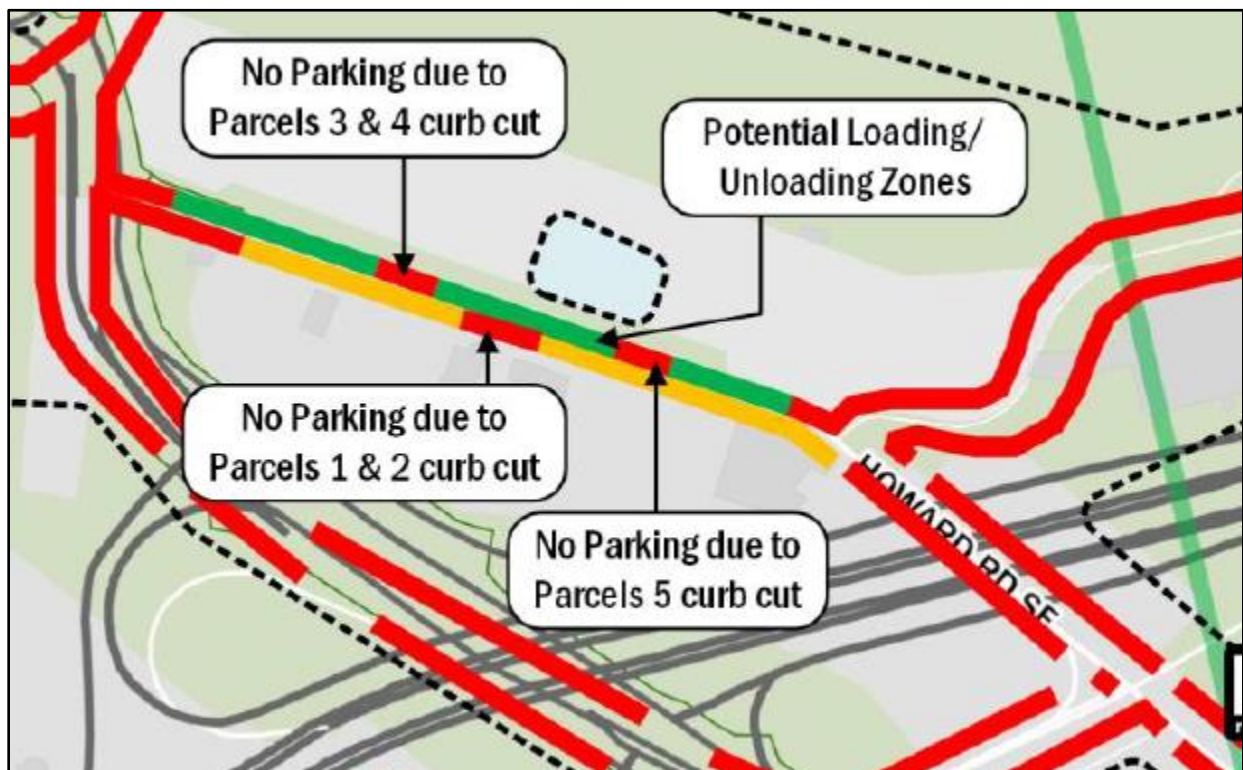 No Parking due to
Parcels 3 & 4 curb cut
Potential Loading/
Unloading Zones
No Parking due to
Parcels 1 & 2 curb cut
No Parking due to
Parcels 5 curb cut
HOWARD RD SE